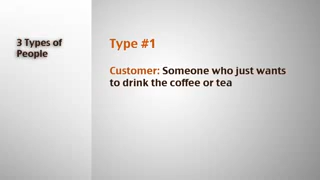 3 Types of
People
Type #1
Customer: Someone who just wants
to drink the coffee or tea